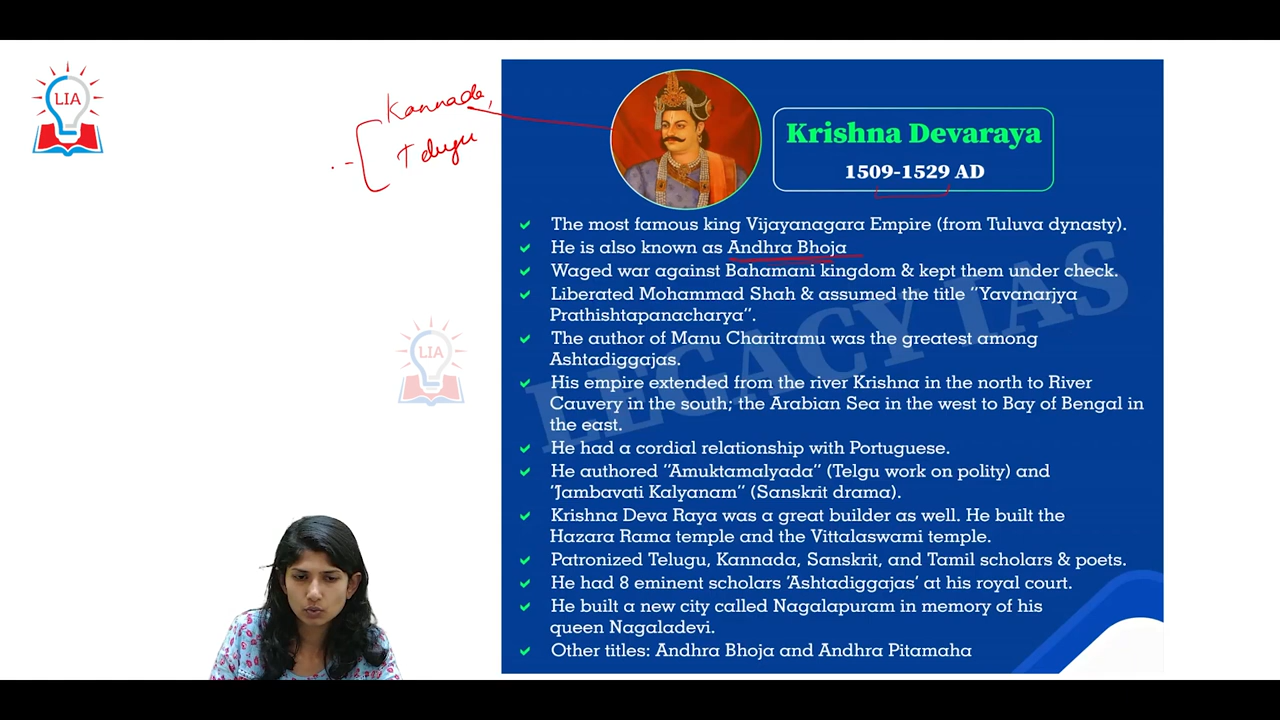 LIA
Kannada,
Telugu
Krishna Devaraya
1509-1529 AD
The most famous king Vijayanagara Empire (from Tuluva dynasty).
He is also known as Andhra Bhoja
Waged war against Bahamani kingdom & kept them under check.
Liberated Mohammad Shah & assumed the title “Yavanarjya
Prathishtapanacharya”.
The author of Manu Charitramu was the greatest among
Ashtadiggajas.
His empire extended from the river Krishna in the north to River
Cauvery in the south; the Arabian Sea in the west to Bay of Bengal in
the east.
He had a cordial relationship with Portuguese.
He authored “Amuktamalyada” (Telgu work on polity) and
“Jambavati Kalyanam” (Sanskrit drama).
Krishna Deva Raya was a great builder as well. He built the
Hazara Rama temple and the Vittalaswami temple.
Patronized Telugu, Kannada, Sanskrit, and Tamil scholars & poets.
He had 8 eminent scholars ‘Ashtadiggajas’ at his royal court.
He built a new city called Nagalapuram in memory of his
queen Nagaladevi.
Other titles: Andhra Bhoja and Andhra Pitamaha
LEGACY IAS
LIA